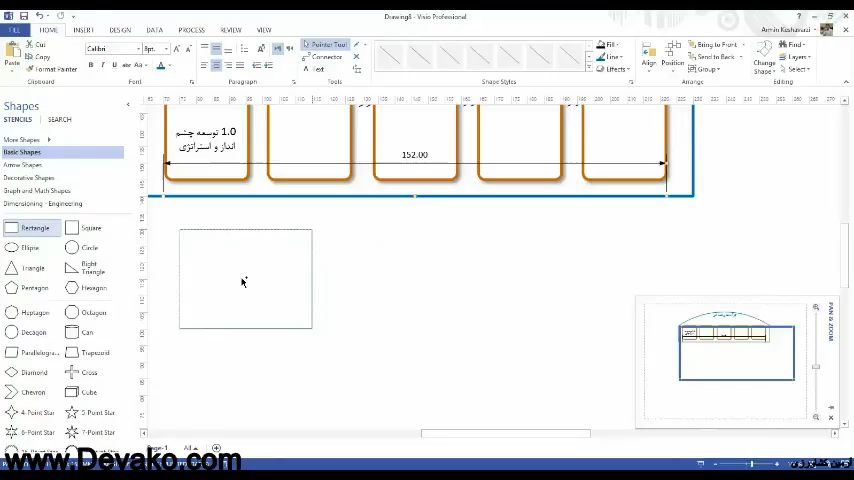 Drawing8 - Visio Professional
FILE HOME INSERT DESIGN DATA PROCESS REVIEW VIEW
Armin Keshavarzi
Paste
Cut
Copy
Format Painter
Clipboard
Calibri 8pt.
Font
Paragraph
Pointer Tool
Connector
Text
Tools
Shape Styles
Fill
Line
Effects
Align
Position
Bring to Front
Send to Back
Group
Arrange
Change Shape
Find
Layers
Select
Editing
Shapes
STENCILS SEARCH
More Shapes
Basic Shapes
Arrow Shapes
Decorative Shapes
Graph and Math Shapes
Dimensioning - Engineering
Rectangle Square
Ellipse Circle
Triangle Right Triangle
Pentagon Hexagon
Heptagon Octagon
Decagon Can
Parallelogra... Trapezoid
Diamond Cross
Chevron Cube
4-Point Star 5-Point Star
6-Point Star 7-Point Star
1.0 توسعه چشم
انداز و استراتژی
152.00
PAN & ZOOM
Page-1 All
www.Devako.com